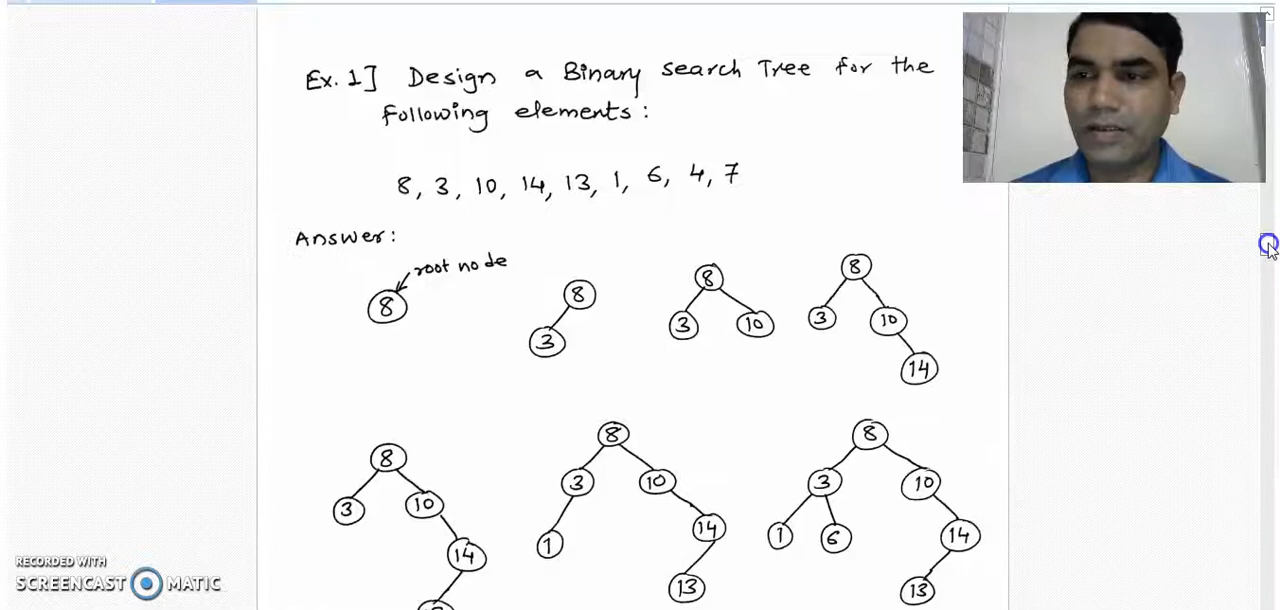 Ex. 1] Design a Binary search Tree for the
following elements:
8, 3, 10, 14, 13, 1, 6, 4, 7
Answer:
root node
8
8
3
8
3 10
8
3 10
14
8
3 10
14
8
3 10
1 14
13
8
3 10
1 6 14
13
RECORDED WITH
SCREENCAST MATIC